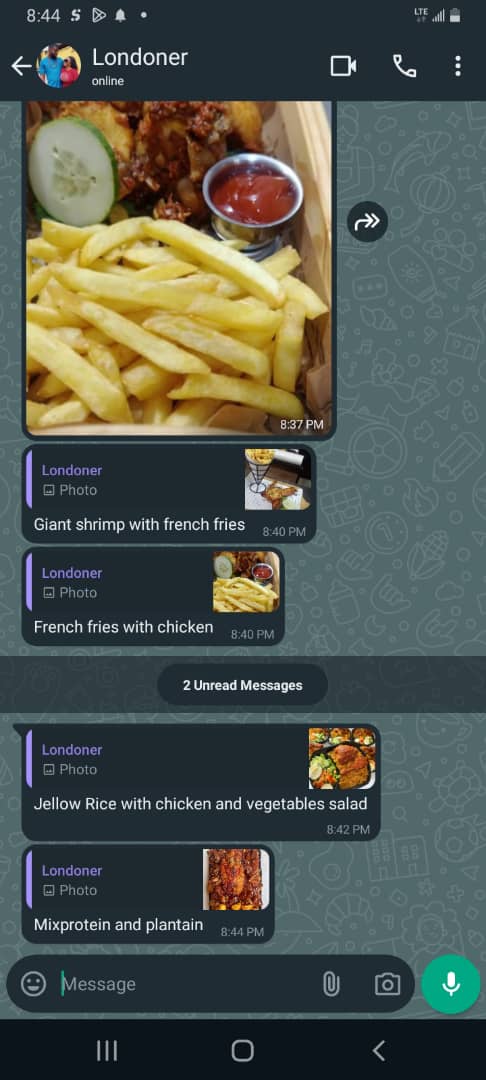 8:44
LTE
Londoner
online
8:37 PM
Londoner
Photo
Giant shrimp with french fries
8:40 PM
Londoner
Photo
French fries with chicken
8:40 PM
2 Unread Messages
Londoner
Photo
Jellow Rice with chicken and vegetables salad
8:42 PM
Londoner
Photo
Mixprotein and plantain
8:44 PM
Message